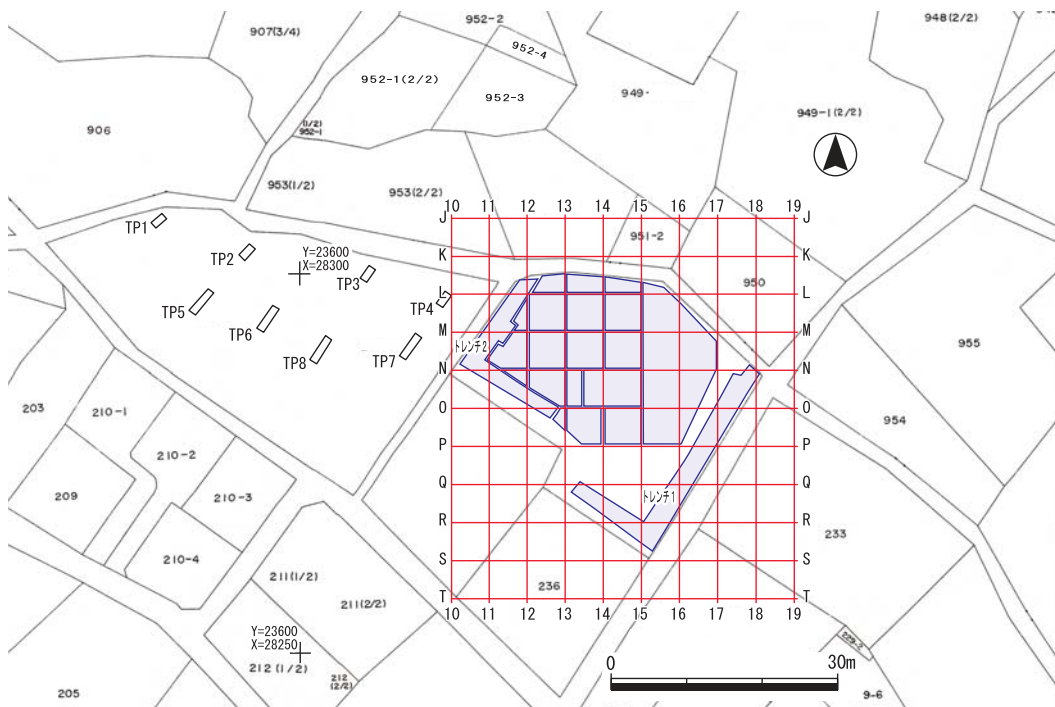 952-2
948(2/2)
907(3/4)
952-4
952-1(2/2)
952-3
949-
949-1(2/2)
(1/2)
952-1
906
953(1/2)
953(2/2)
10 11 12 13 14 15 16 17 18 19
J J
TP1
951-2
TP2
Y=23600
X=28300
K K
TP3
950
L L
TP4
TP5
TP6
M M
トレンチ2
955
TP8
TP7
N N
203
210-1
O O
954
P P
210-2
Q Q
209
210-3
トレンチ1
R R
233
210-4
S S
211(1/2)
236
211(2/2)
T T
10 11 12 13 14 15 16 17 18 19
Y=23600
X=28250
229-2
212(1/2)
212
(2/2)
0 30m
205
9-6